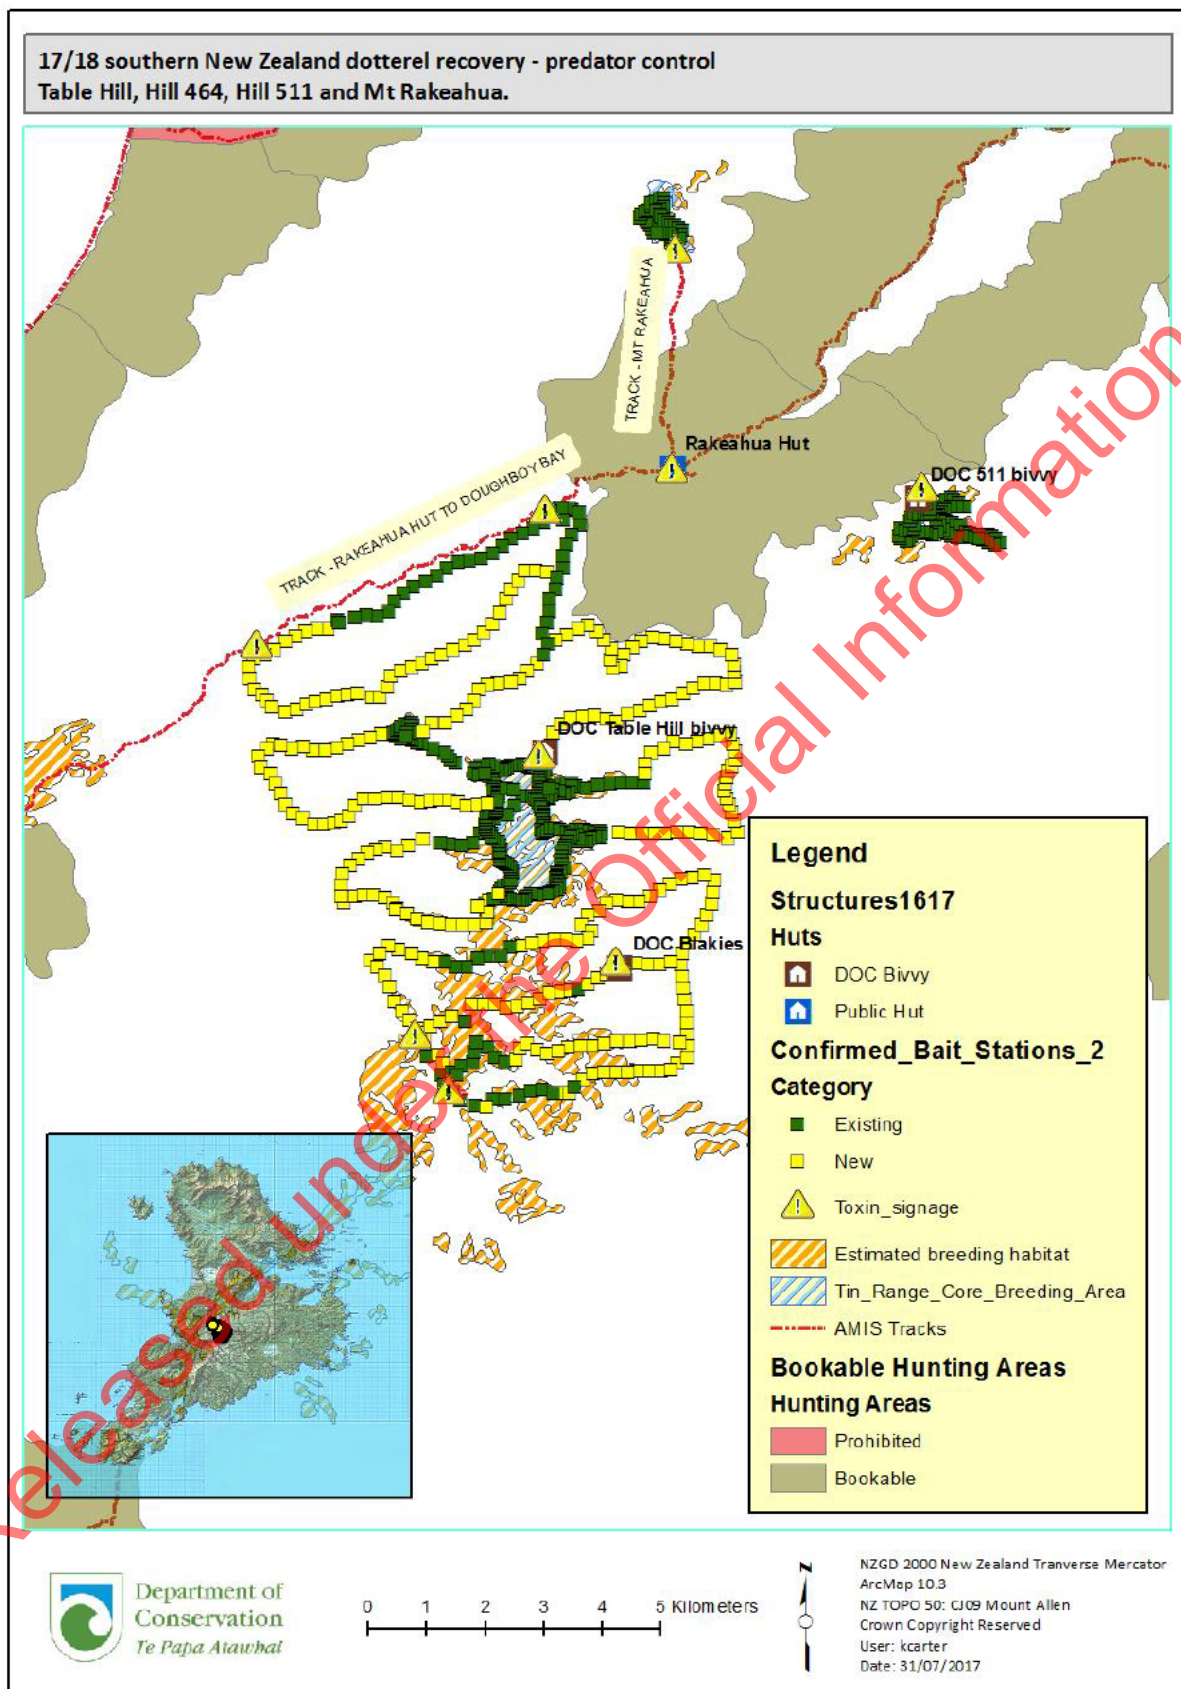 17/18 southern New Zealand dotterel recovery - predator control
Table Hill, Hill 464, Hill 511 and Mt Rakeahua.
TRACK - MT RAKEAHUA
Rakeahua Hut
DOC 511 bivvy
TRACK - RAKEAHUA HUT TO DOUGHBOY BAY
DOC Table Hill bivvy
DOC Blakies
Legend
Structures1617
Huts
DOC Bivvy
Public Hut
Confirmed_Bait_Stations_2
Category
Existing
New
Toxin_signage
Estimated breeding habitat
Tin_Range_Core_Breeding_Area
AMIS Tracks
Bookable Hunting Areas
Hunting Areas
Prohibited
Bookable
Released under the Official Information
Department of
Conservation
Te Papa Atawhai
0 1 2 3 4 5 Kilometers
N
NZGD 2000 New Zealand Tranverse Mercator
ArcMap 10.3
NZ TOPO 50: CJ09 Mount Allen
Crown Copyright Reserved
User: kcarter
Date: 31/07/2017